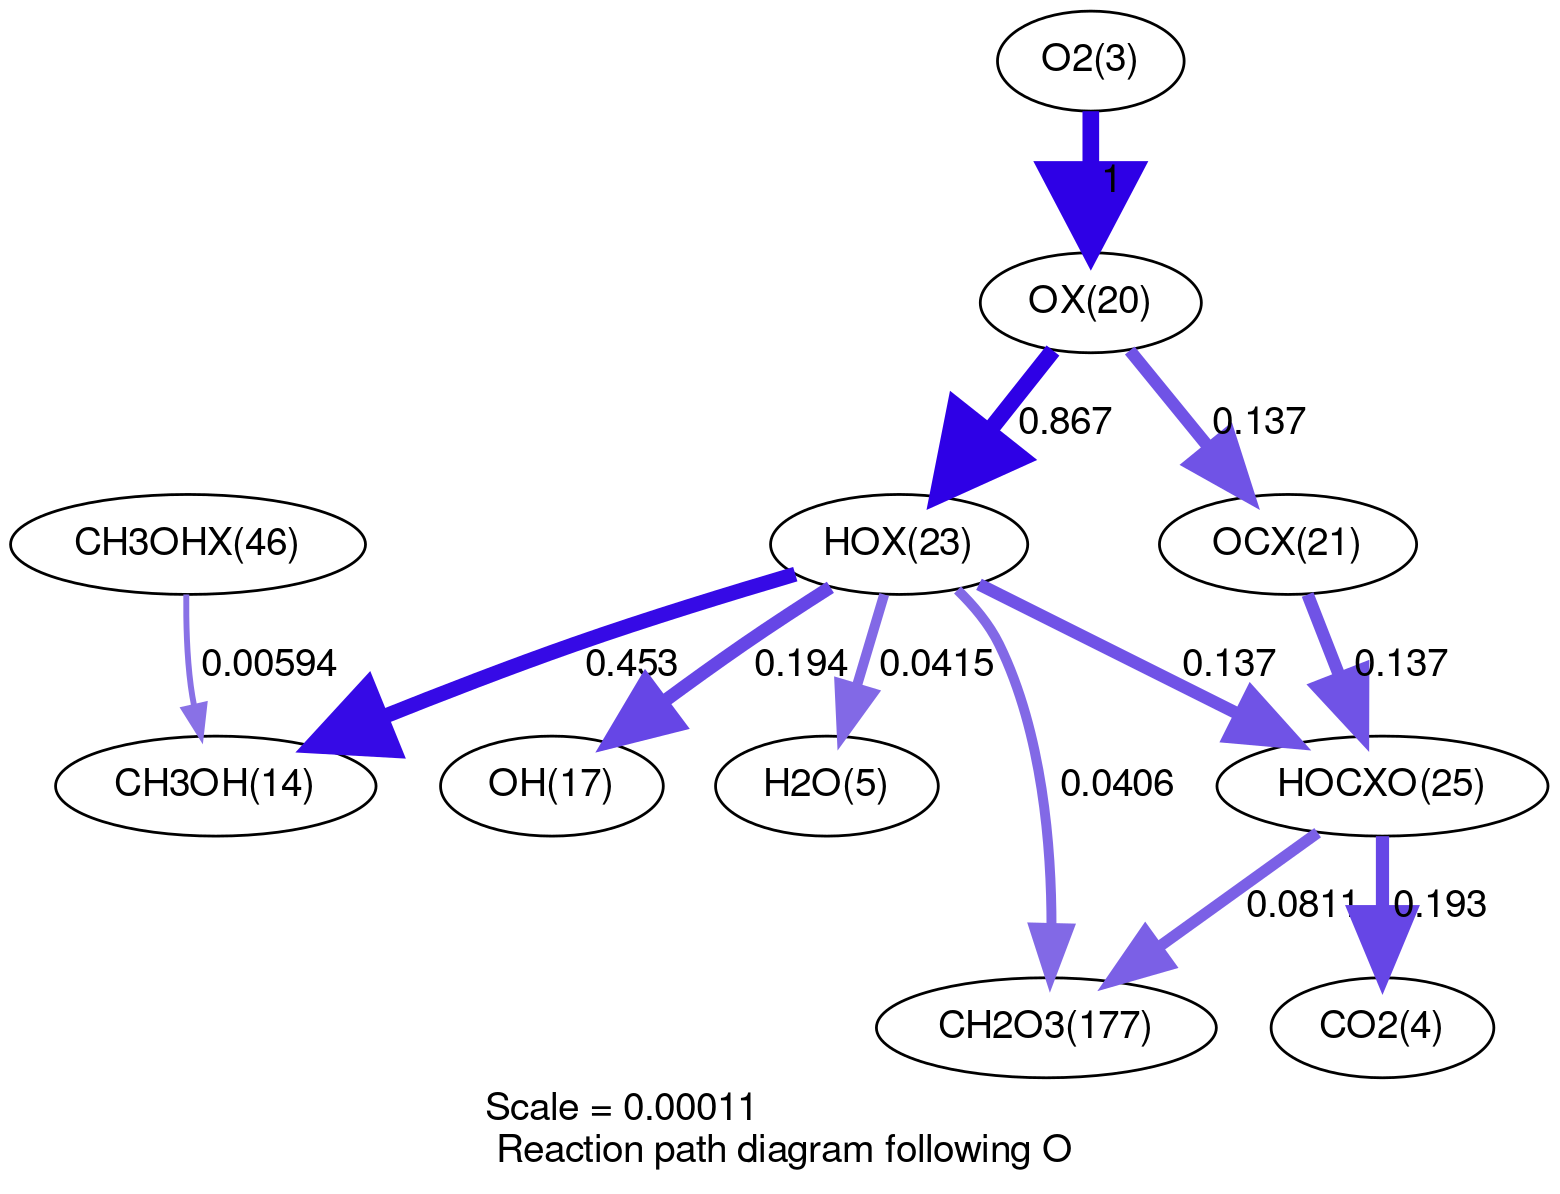 O2(3)
1
OX(20)
0.867
0.137
CH3OHX(46)
HOX(23)
OCX(21)
0.00594
0.453
0.194
0.0415
0.137
0.137
CH3OH(14)
OH(17)
H2O(5)
0.0406
HOCXO(25)
0.0811
0.193
CH2O3(177)
CO2(4)
Scale = 0.00011
Reaction path diagram following O